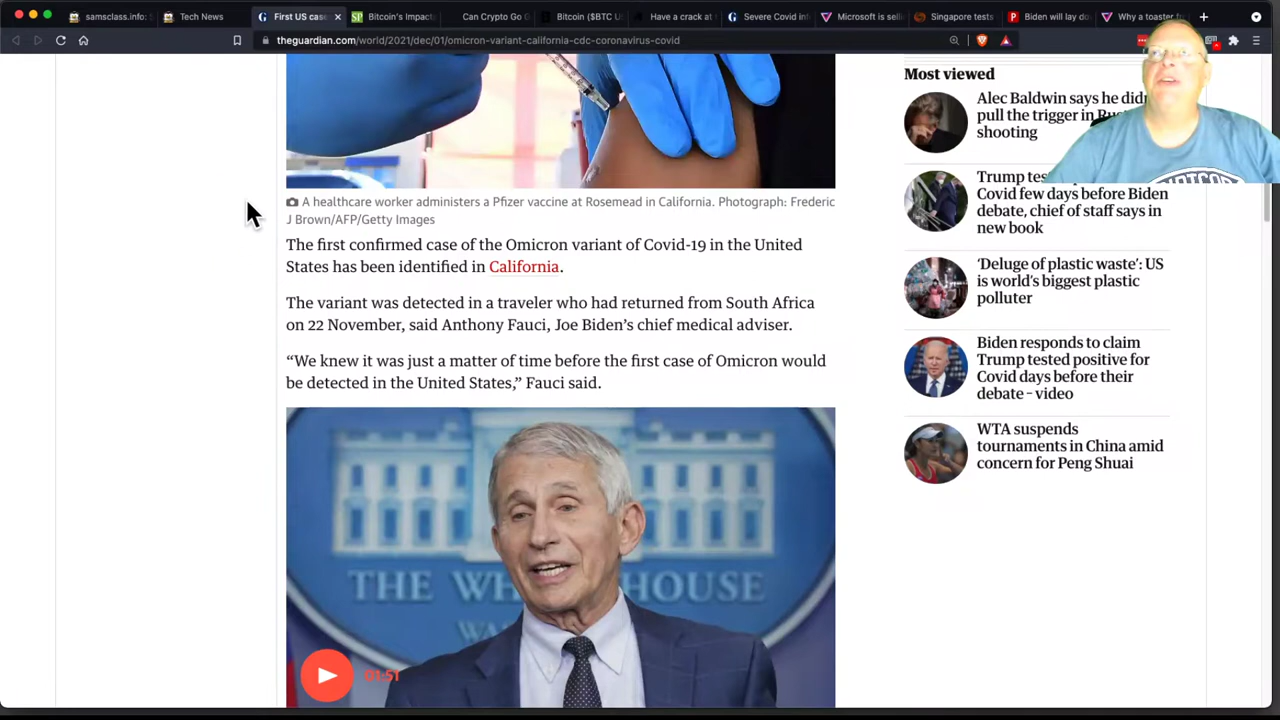 samsclass.info:
Tech News
First US case
Bitcoin's Impacts
Can Crypto Go G
Bitcoin ($BTC U
Have a crack at
Severe Covid in
Microsoft is sell
Singapore tests
Biden will lay do
Why a toaster fr
theguardian.com/world/2021/dec/01/omicron-variant-california-cdc-coronavirus-covid
A healthcare worker administers a Pfizer vaccine at Rosemead in California. Photograph: Frederic
J Brown/AFP/Getty Images
The first confirmed case of the Omicron variant of Covid-19 in the United
States has been identified in California.
The variant was detected in a traveler who had returned from South Africa
on 22 November, said Anthony Fauci, Joe Biden's chief medical adviser.
“We knew it was just a matter of time before the first case of Omicron would
be detected in the United States,” Fauci said.
THE WH HOUSE
WA
01:51
Most viewed
Alec Baldwin says he did
pull the trigger in Ru
shooting
Trump tes
Covid few days before Biden
debate, chief of staff says in
new book
‘Deluge of plastic waste’: US
is world’s biggest plastic
polluter
Biden responds to claim
Trump tested positive for
Covid days before their
debate – video
WTA suspends
tournaments in China amid
concern for Peng Shuai